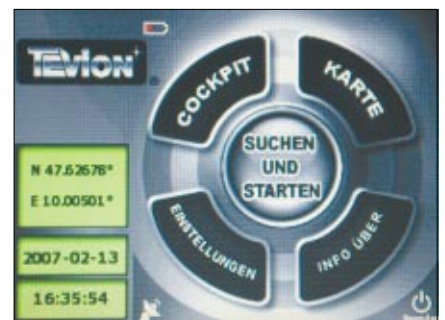 TEVION
COCKPIT
KARTE
SUCHEN
UND
STARTEN
N 47.62678°
E 10.00501°
EINSTELLUNGEN
INFO ÜBER
2007-02-13
16:35:54